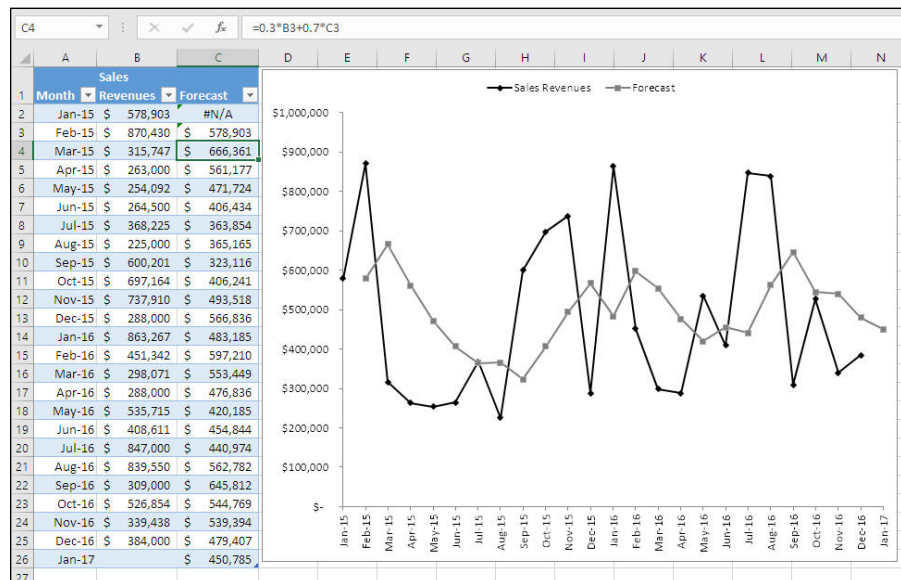 C4 fx =0.3*B3+0.7*C3
A B C D E F G H I J K L M N
Sales
1 Month Revenues Forecast
2 Jan-15 $ 578,903 #N/A
3 Feb-15 $ 870,430 $ 578,903
4 Mar-15 $ 315,747 $ 666,361
5 Apr-15 $ 263,000 $ 561,177
6 May-15 $ 254,092 $ 471,724
7 Jun-15 $ 264,500 $ 406,434
8 Jul-15 $ 368,225 $ 363,854
9 Aug-15 $ 225,000 $ 365,165
10 Sep-15 $ 600,201 $ 323,116
11 Oct-15 $ 697,164 $ 406,241
12 Nov-15 $ 737,910 $ 493,518
13 Dec-15 $ 288,000 $ 566,836
14 Jan-16 $ 863,267 $ 483,185
15 Feb-16 $ 451,342 $ 597,210
16 Mar-16 $ 298,071 $ 553,449
17 Apr-16 $ 288,000 $ 476,836
18 May-16 $ 535,715 $ 420,185
19 Jun-16 $ 408,611 $ 454,844
20 Jul-16 $ 847,000 $ 440,974
21 Aug-16 $ 839,550 $ 562,782
22 Sep-16 $ 309,000 $ 645,812
23 Oct-16 $ 526,854 $ 544,769
24 Nov-16 $ 339,438 $ 539,394
25 Dec-16 $ 384,000 $ 479,407
26 Jan-17 $ 450,785
27
Sales Revenues Forecast
$1,000,000
$900,000
$800,000
$700,000
$600,000
$500,000
$400,000
$300,000
$200,000
$100,000
$-
Jan-15
Feb-15
Mar-15
Apr-15
May-15
Jun-15
Jul-15
Aug-15
Sep-15
Oct-15
Nov-15
Dec-15
Jan-16
Feb-16
Mar-16
Apr-16
May-16
Jun-16
Jul-16
Aug-16
Sep-16
Oct-16
Nov-16
Dec-16
Jan-17